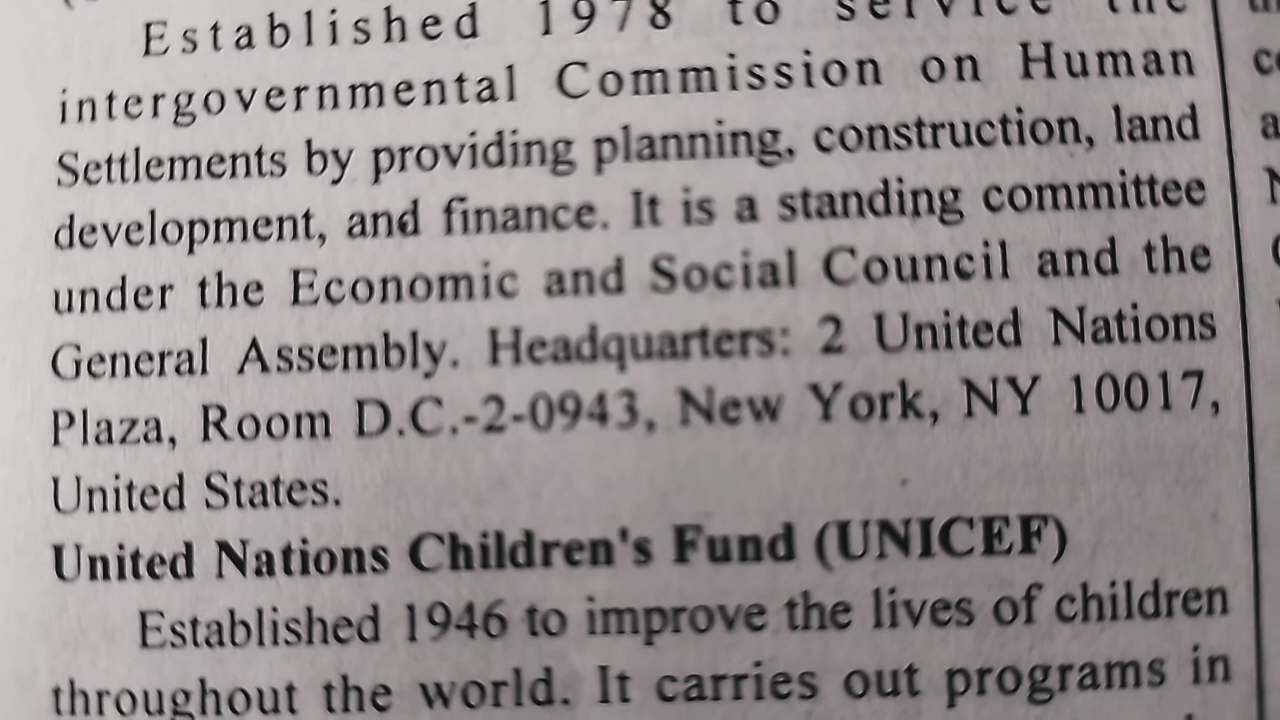 Established 1978 to service the
intergovernmental Commission on Human
Settlements by providing planning, construction, land
development, and finance. It is a standing committee
under the Economic and Social Council and the
General Assembly. Headquarters: 2 United Nations
Plaza, Room D.C.-2-0943, New York, NY 10017,
United States.
United Nations Children's Fund (UNICEF)
Established 1946 to improve the lives of children
throughout the world. It carries out programs in